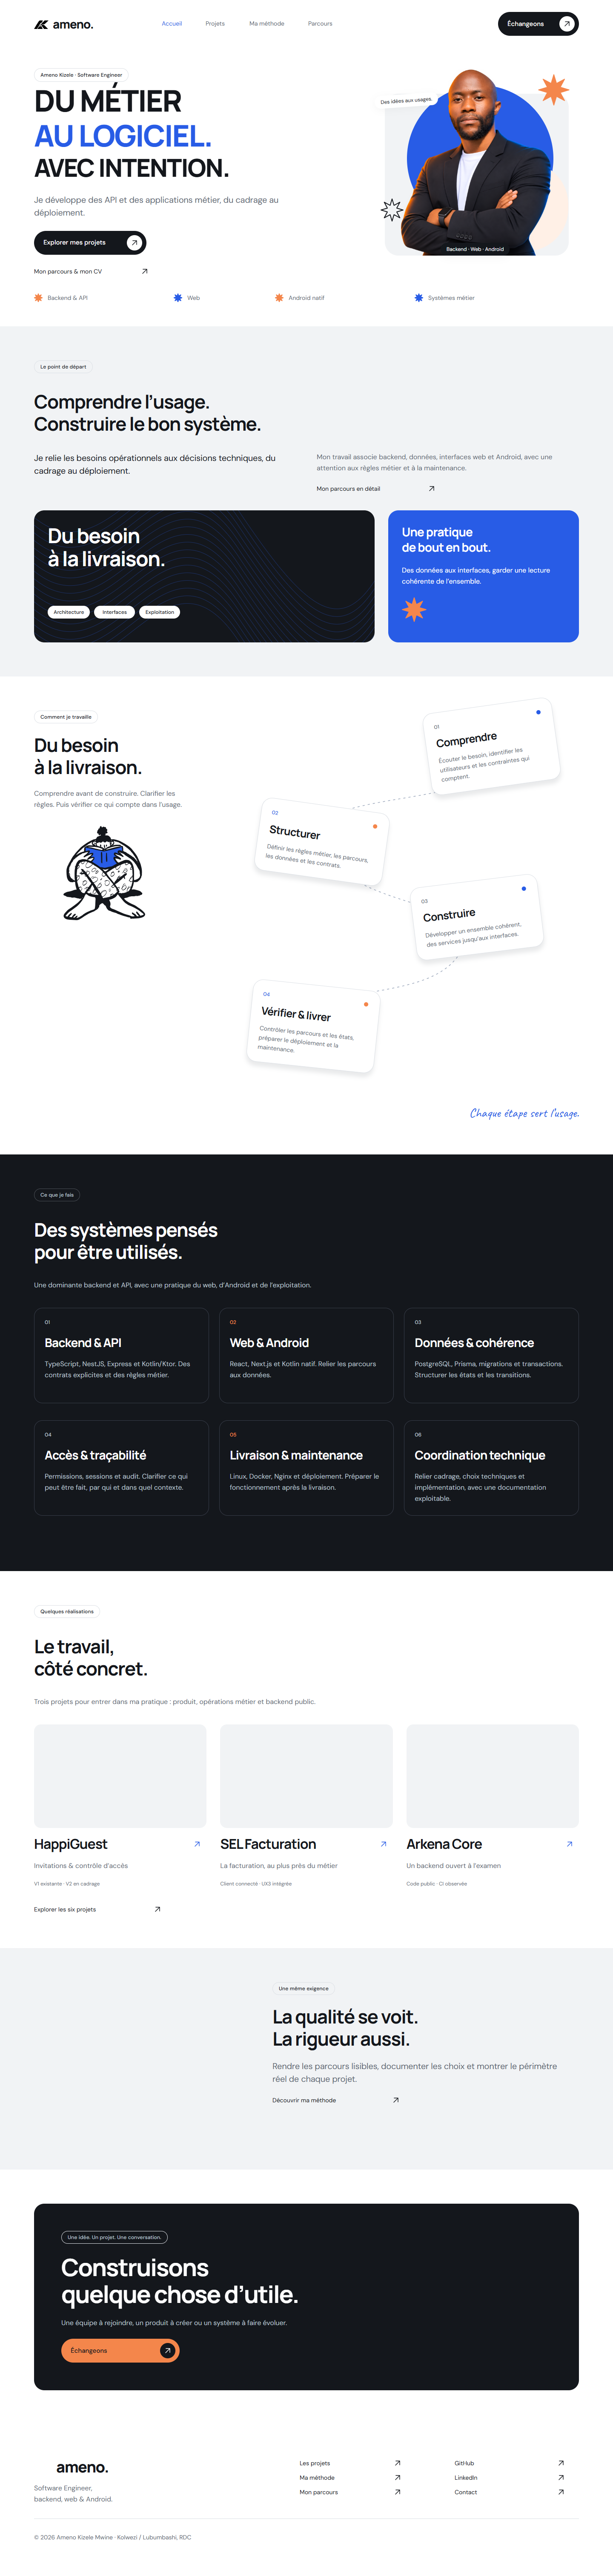 ameno.
Accueil
Projets
Ma méthode
Parcours
Échangeons
Ameno Kizele · Software Engineer
DU MÉTIER
AU LOGICIEL.
AVEC INTENTION.
Je développe des API et des applications métier, du cadrage au
déploiement.
Explorer mes projets
Mon parcours & mon CV
Des idées aux usages.
Backend · Web · Android
Backend & API
Web
Android natif
Systèmes métier
Le point de départ
Comprendre l’usage.
Construire le bon système.
Je relie les besoins opérationnels aux décisions techniques, du
cadrage au déploiement.
Mon travail associe backend, données, interfaces web et Android, avec une
attention aux règles métier et à la maintenance.
Mon parcours en détail
Du besoin
à la livraison.
Architecture
Interfaces
Exploitation
Une pratique
de bout en bout.
Des données aux interfaces, garder une lecture
cohérente de l’ensemble.
Comment je travaille
Du besoin
à la livraison.
Comprendre avant de construire. Clarifier les
règles. Puis vérifier ce qui compte dans l’usage.
01
Comprendre
Écouter le besoin, identifier les
utilisateurs et les contraintes qui
comptent.
02
Structurer
Définir les règles métier, les parcours,
les données et les contrats.
03
Construire
Développer un ensemble cohérent,
des services jusqu’aux interfaces.
04
Vérifier & livrer
Contrôler les parcours et les états,
préparer le déploiement et la
maintenance.
Chaque étape sert l’usage.
Ce que je fais
Des systèmes pensés
pour être utilisés.
Une dominante backend et API, avec une pratique du web, d’Android et de l’exploitation.
01
Backend & API
TypeScript, NestJS, Express et Kotlin/Ktor. Des
contrats explicites et des règles métier.
02
Web & Android
React, Next.js et Kotlin natif. Relier les parcours
aux données.
03
Données & cohérence
PostgreSQL, Prisma, migrations et transactions.
Structurer les états et les transitions.
04
Accès & traçabilité
Permissions, sessions et audit. Clarifier ce qui
peut être fait, par qui et dans quel contexte.
05
Livraison & maintenance
Linux, Docker, Nginx et déploiement. Préparer le
fonctionnement après la livraison.
06
Coordination technique
Relier cadrage, choix techniques et
implémentation, avec une documentation
exploitable.
Quelques réalisations
Le travail,
côté concret.
Trois projets pour entrer dans ma pratique : produit, opérations métier et backend public.
HappiGuest
Invitations & contrôle d’accès
V1 existante · V2 en cadrage
SEL Facturation
La facturation, au plus près du métier
Client connecté · UX3 intégrée
Arkena Core
Un backend ouvert à l’examen
Code public · CI observée
Explorer les six projets
Une même exigence
La qualité se voit.
La rigueur aussi.
Rendre les parcours lisibles, documenter les choix et montrer le périmètre
réel de chaque projet.
Découvrir ma méthode
Une idée. Un projet. Une conversation.
Construisons
quelque chose d’utile.
Une équipe à rejoindre, un produit à créer ou un système à faire évoluer.
Échangeons
ameno.
Software Engineer,
backend, web & Android.
Les projets
Ma méthode
Mon parcours
GitHub
LinkedIn
Contact
© 2026 Ameno Kizele Mwine · Kolwezi / Lubumbashi, RDC